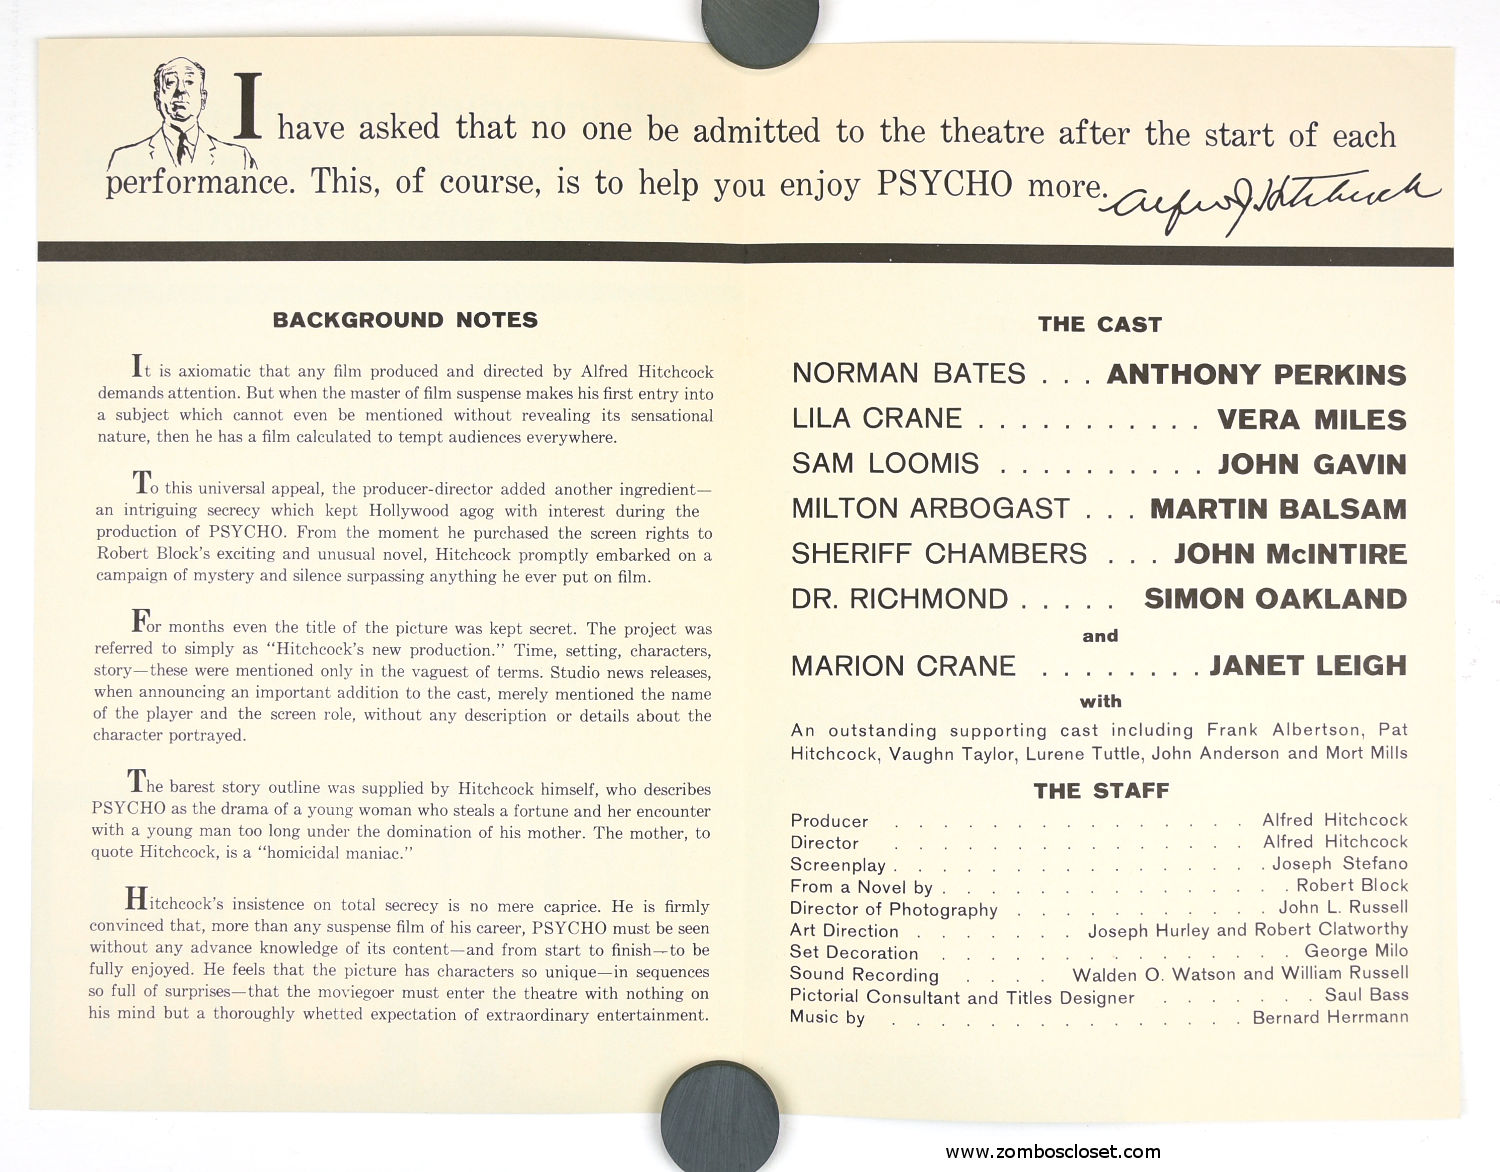 I have asked that no one be admitted to the theatre after the start of each
performance. This, of course, is to help you enjoy PSYCHO more.
Alfred J Hitchcock
BACKGROUND NOTES
It is axiomatic that any film produced and directed by Alfred Hitchcock
demands attention. But when the master of film suspense makes his first entry into
a subject which cannot even be mentioned without revealing its sensational
nature, then he has a film calculated to tempt audiences everywhere.
To this universal appeal, the producer-director added another ingredient—
an intriguing secrecy which kept Hollywood agog with interest during the
production of PSYCHO. From the moment he purchased the screen rights to
Robert Block's exciting and unusual novel, Hitchcock promptly embarked on a
campaign of mystery and silence surpassing anything he ever put on film.
For months even the title of the picture was kept secret. The project was
referred to simply as "Hitchcock's new production." Time, setting, characters,
story—these were mentioned only in the vaguest of terms. Studio news releases,
when announcing an important addition to the cast, merely mentioned the name
of the player and the screen role, without any description or details about the
character portrayed.
The barest story outline was supplied by Hitchcock himself, who describes
PSYCHO as the drama of a young woman who steals a fortune and her encounter
with a young man too long under the domination of his mother. The mother, to
quote Hitchcock, is a "homicidal maniac."
Hitchcock's insistence on total secrecy is no mere caprice. He is firmly
convinced that, more than any suspense film of his career, PSYCHO must be seen
without any advance knowledge of its content—and from start to finish—to be
fully enjoyed. He feels that the picture has characters so unique—in sequences
so full of surprises—that the moviegoer must enter the theatre with nothing on
his mind but a thoroughly whetted expectation of extraordinary entertainment.
THE CAST
NORMAN BATES . . . ANTHONY PERKINS
LILA CRANE . . . . . . . . . . . VERA MILES
SAM LOOMIS . . . . . . . . . . JOHN GAVIN
MILTON ARBOGAST . . . MARTIN BALSAM
SHERIFF CHAMBERS . . . JOHN McINTIRE
DR. RICHMOND . . . . . SIMON OAKLAND
and
MARION CRANE . . . . . . . . JANET LEIGH
with
An outstanding supporting cast including Frank Albertson, Pat
Hitchcock, Vaughn Taylor, Lurene Tuttle, John Anderson and Mort Mills
THE STAFF
Producer . . . . . . . . . . . . . . . . . Alfred Hitchcock
Director . . . . . . . . . . . . . . . . . Alfred Hitchcock
Screenplay . . . . . . . . . . . . . . . . . . Joseph Stefano
From a Novel by . . . . . . . . . . . . . . . . . Robert Block
Director of Photography . . . . . . . . . . . . . John L. Russell
Art Direction . . . . . . . Joseph Hurley and Robert Clatworthy
Set Decoration . . . . . . . . . . . . . . . . . George Milo
Sound Recording . . . . Walden O. Watson and William Russell
Pictorial Consultant and Titles Designer . . . . . . . Saul Bass
Music by . . . . . . . . . . . . . . . . . Bernard Herrmann
www.zomboscloset.com